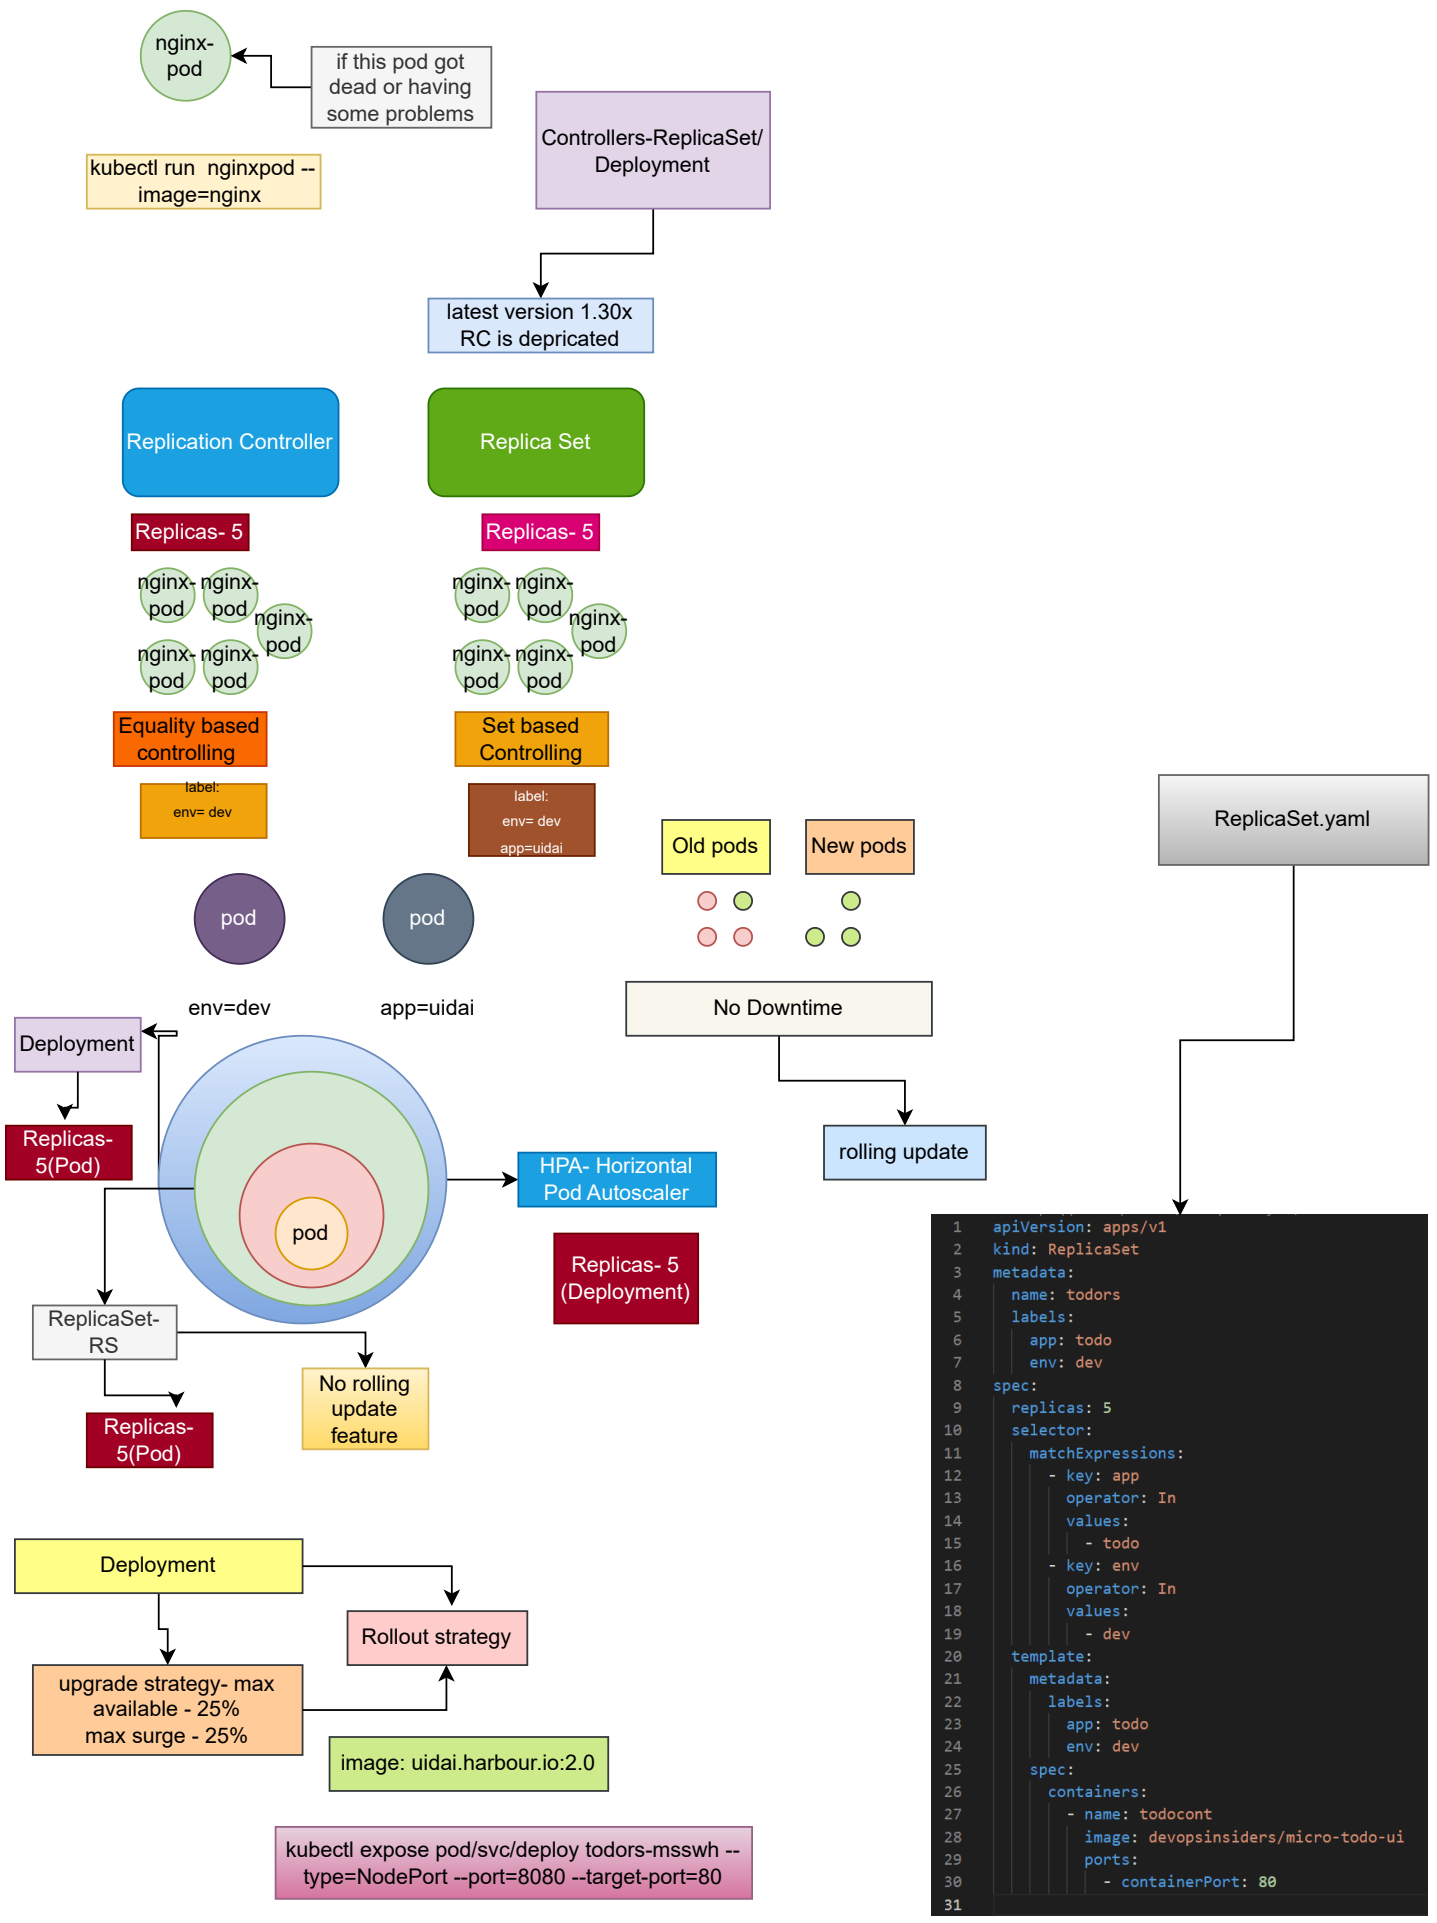 nginx-
pod
if this pod got
dead or having
some problems
Controllers-ReplicaSet/
Deployment
kubectl run  nginxpod --
image=nginx
latest version 1.30x
RC is depricated
Replication Controller
Replica Set
Replicas- 5
Replicas- 5
nginx-
pod
nginx-
pod
nginx-
pod
nginx-
pod
nginx-
pod
nginx-
pod
nginx-
pod
nginx-
pod
nginx-
pod
nginx-
pod
Equality based
controlling
Set based
Controlling
label:
env= dev
label:
env= dev
app=uidai
Old pods
New pods
ReplicaSet.yaml
pod
pod
env=dev
app=uidai
No Downtime
Deployment
Replicas-
5(Pod)
rolling update
HPA- Horizontal
Pod Autoscaler
pod
Replicas- 5
(Deployment)
ReplicaSet-
RS
No rolling
update
feature
Replicas-
5(Pod)
1 apiVersion: apps/v1
2 kind: ReplicaSet
3 metadata:
4   name: todors
5   labels:
6     app: todo
7     env: dev
8 spec:
9   replicas: 5
10   selector:
11     matchExpressions:
12       - key: app
13         operator: In
14         values:
15           - todo
16       - key: env
17         operator: In
18         values:
19           - dev
20   template:
21     metadata:
22       labels:
23         app: todo
24         env: dev
25     spec:
26       containers:
27         - name: todocont
28           image: devopsinsiders/micro-todo-ui
29           ports:
30             - containerPort: 80
31
Deployment
Rollout strategy
upgrade strategy- max
available - 25%
max surge - 25%
image: uidai.harbour.io:2.0
kubectl expose pod/svc/deploy todors-msswh --
type=NodePort --port=8080 --target-port=80